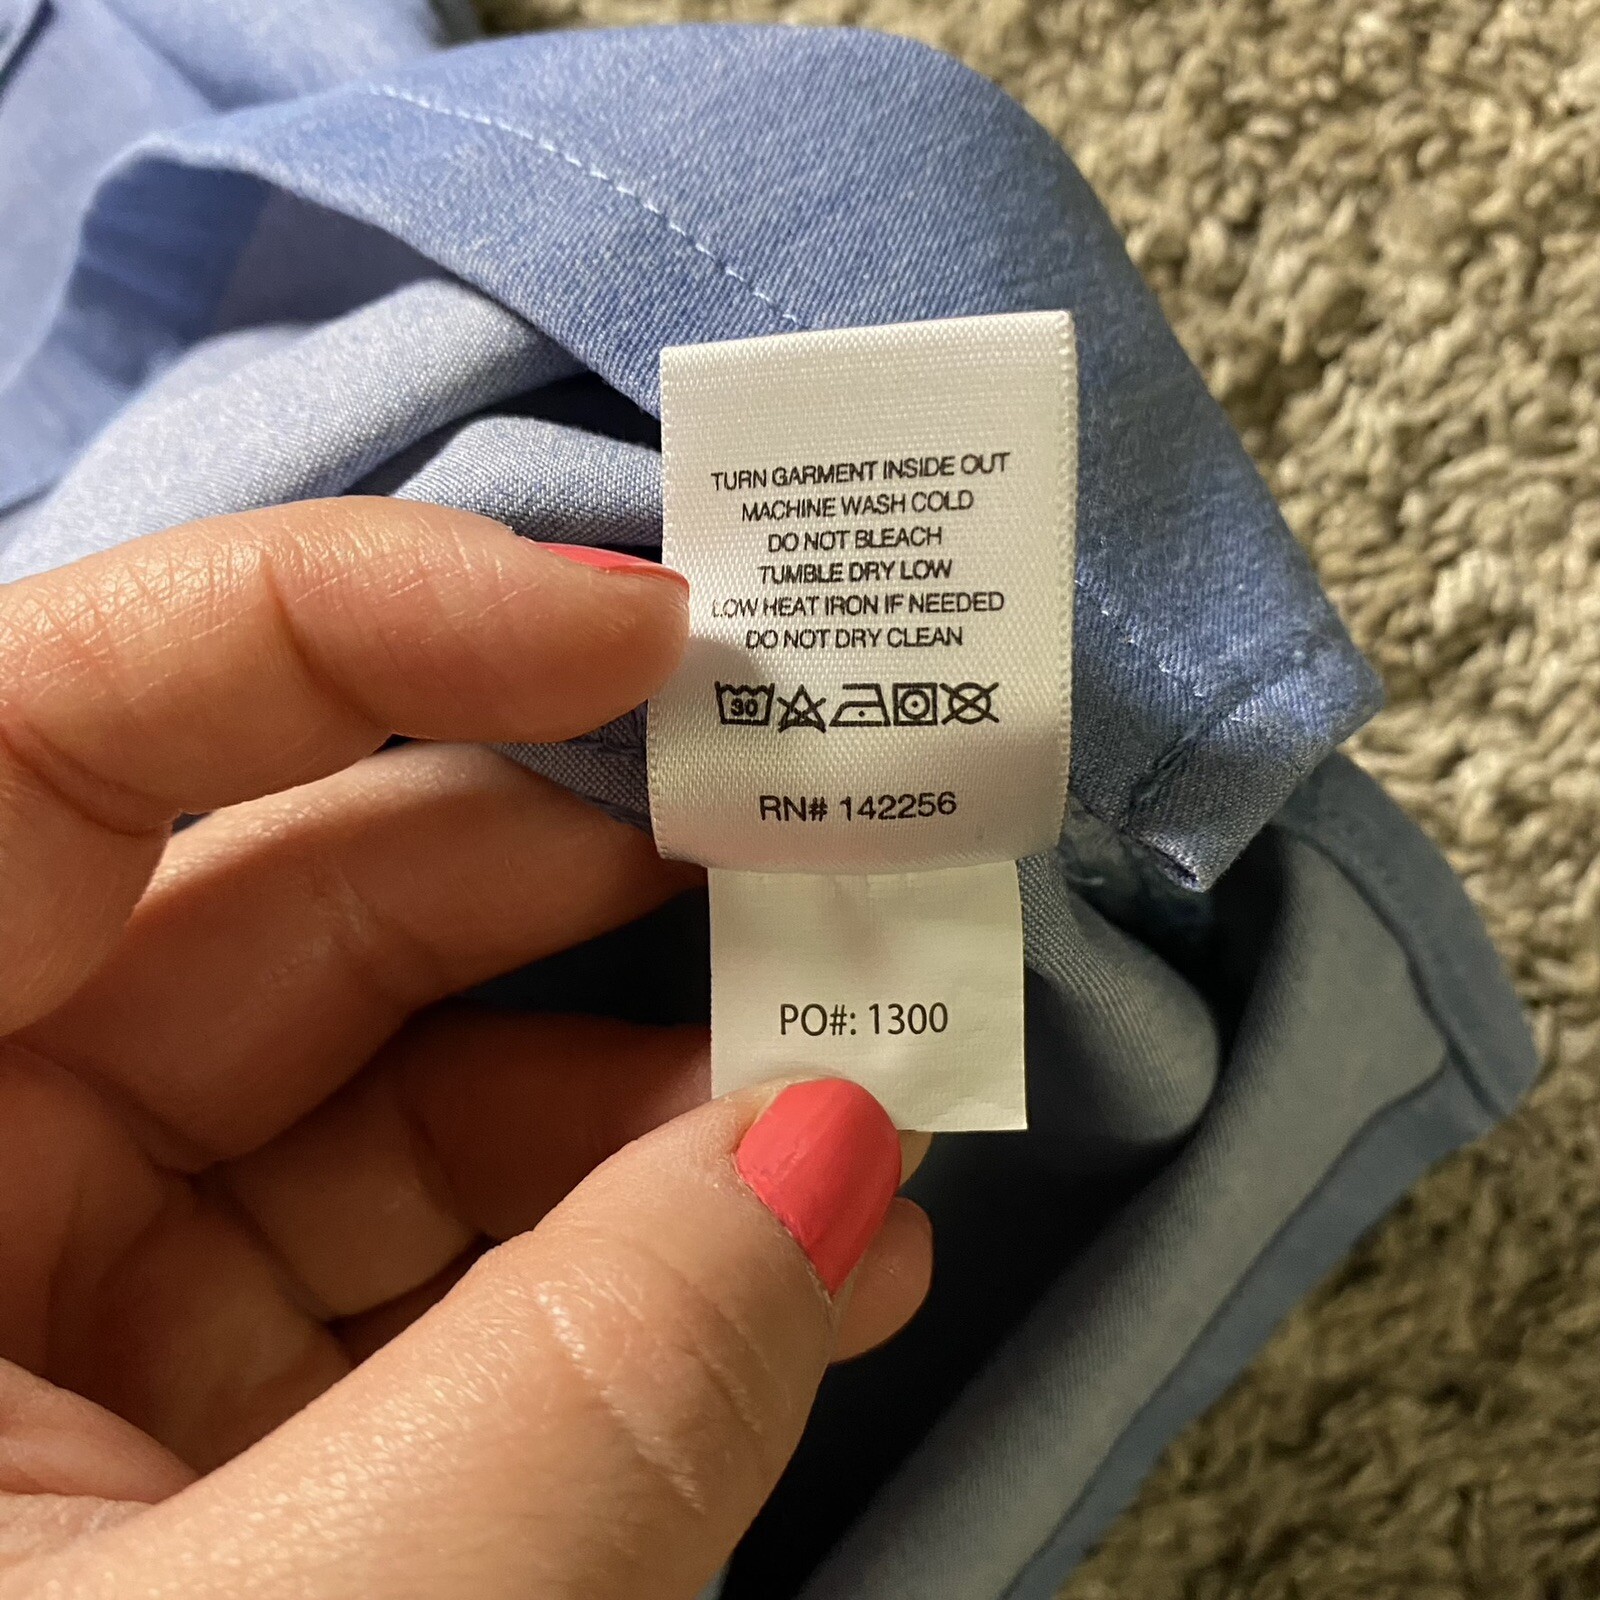 TURN GARMENT INSIDE OUT
MACHINE WASH COLD
DO NOT BLEACH
TUMBLE DRY LOW
LOW HEAT IRON IF NEEDED
DO NOT DRY CLEAN
30
RN# 142256
PO#: 1300